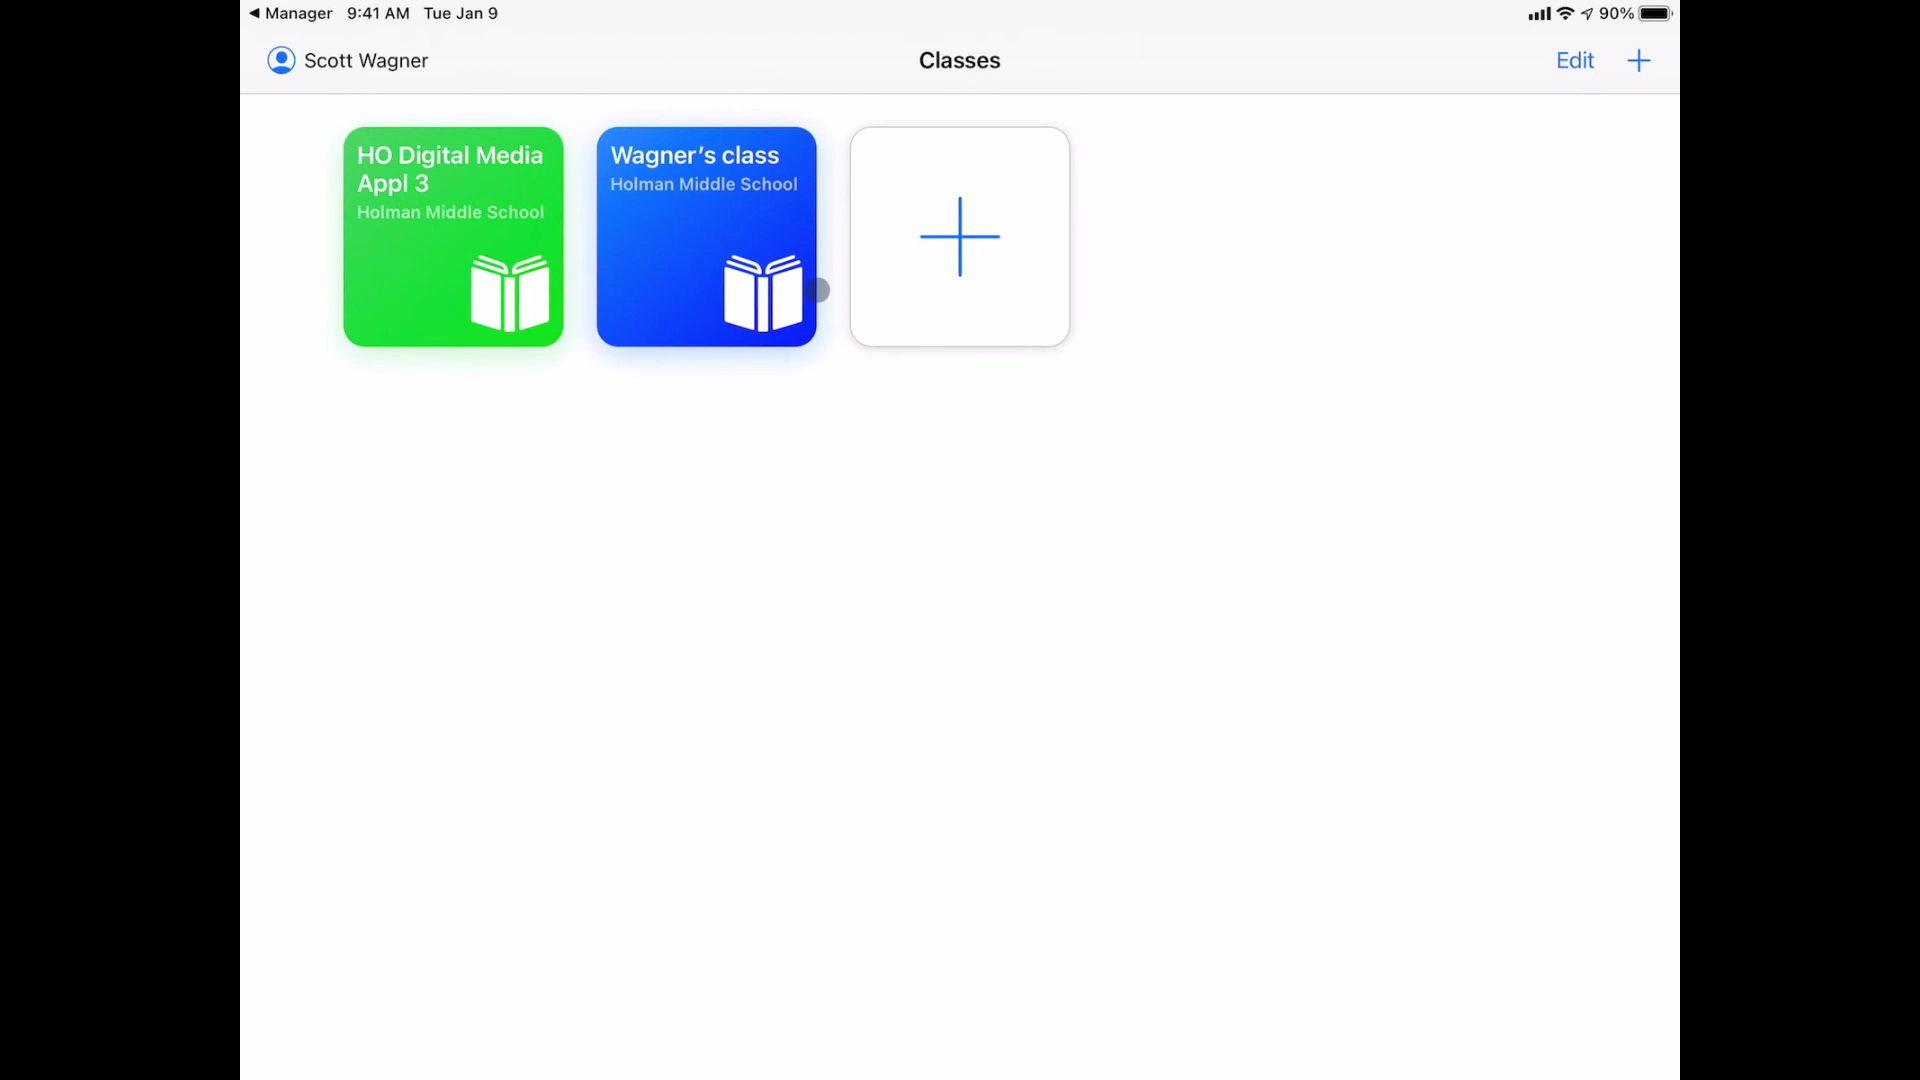 Manager 9:41 AM Tue Jan 9
90%
Scott Wagner
Classes
Edit
HO Digital Media
Appl 3
Holman Middle School
Wagner’s class
Holman Middle School